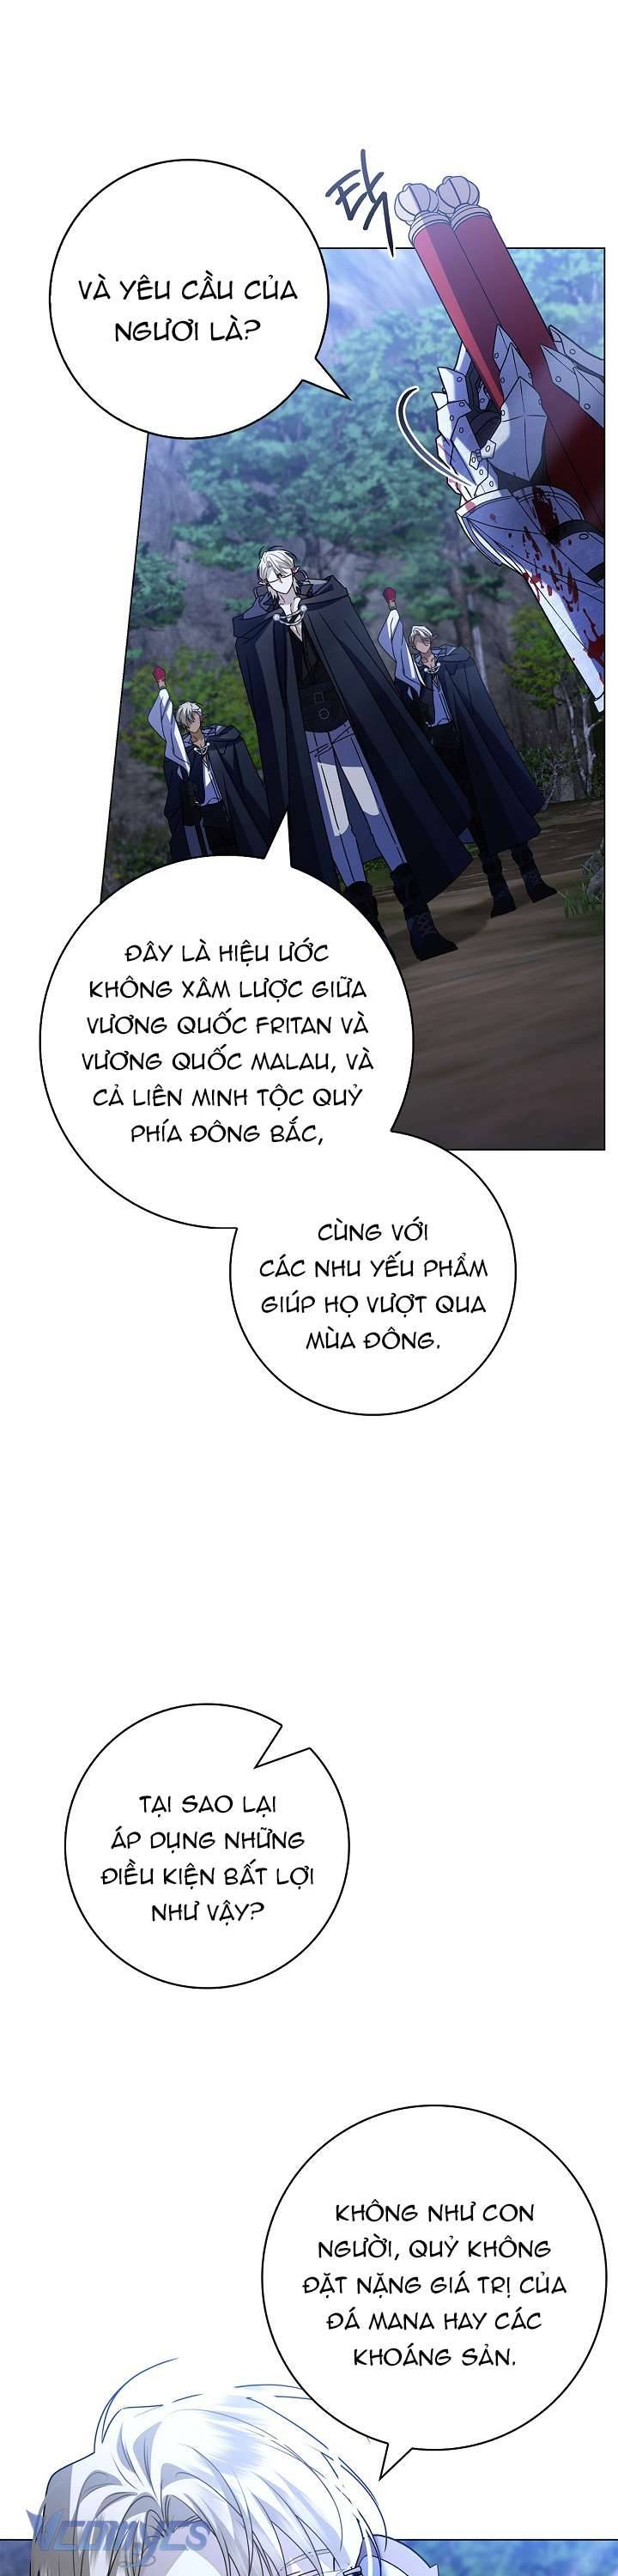 VÀ YÊU CẦU CỦA
NGƯƠI LÀ?
ĐÂY LÀ HIỆU ƯỚC
KHÔNG XÂM LƯỢC GIỮA
VƯƠNG QUỐC FRITAN VÀ
VƯƠNG QUỐC MALAU, VÀ
CẢ LIÊN MINH TỘC QUỶ
PHÍA ĐÔNG BẮC,
CÙNG VỚI
CÁC NHU YẾU PHẨM
GIÚP HỌ VƯỢT QUA
MÙA ĐÔNG.
TẠI SAO LẠI
ÁP DỤNG NHỮNG
ĐIỀU KIỆN BẤT LỢI
NHƯ VẬY?
KHÔNG NHƯ CON
NGƯỜI, QUỶ KHÔNG
ĐẶT NẶNG GIÁ TRỊ CỦA
ĐÁ MANA HAY CÁC
KHOÁNG SẢN.
VCOMYCS